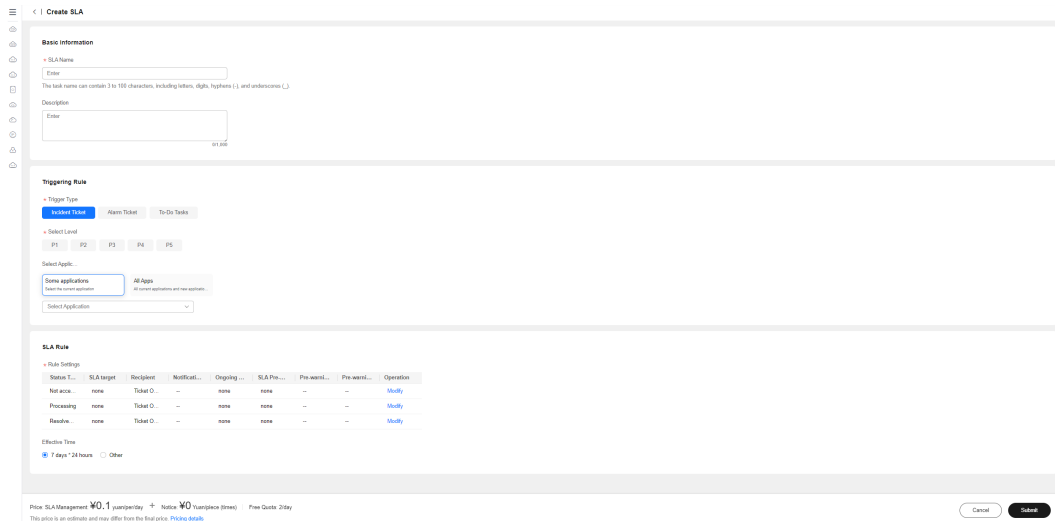 < | Create SLA
Basic Information
* SLA Name
Enter
The task name can contain 3 to 100 characters, including letters, digits, hyphens (-), and underscores (_).
Description
Enter
0/1,000
Triggering Rule
* Trigger Type
Incident Ticket Alarm Ticket To-Do Tasks
* Select Level
P1 P2 P3 P4 P5
Select Applic...
Some applications All Apps
Select the current application All current applications and new applicatio...
Select Application
SLA Rule
* Rule Settings
Status T... SLA target Recipient Notificati... Ongoing ... SLA Pre-... Pre-warni... Pre-warni... Operation
Not acce... none Ticket O... -- none none -- -- Modify
Processing none Ticket O... -- none none -- -- Modify
Resolve... none Ticket O... -- none none -- -- Modify
Effective Time
7 days * 24 hours Other
Price SLA Management ¥0.1 yuan/per/day + Notice ¥0 Yuan/piece (times) | Free Quota: 2/day
This price is an estimate and may differ from the final price. Pricing details
Cancel Submit